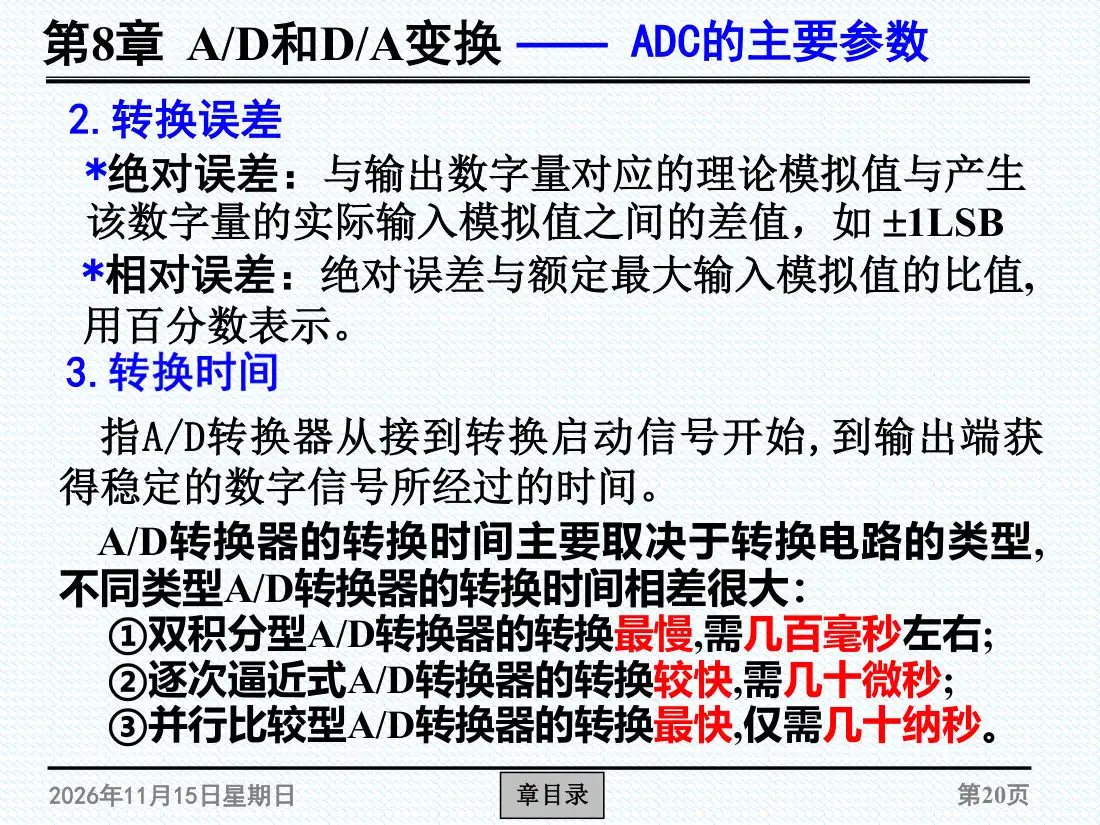 第8章 A/D和D/A变换 —— ADC的主要参数
2.转换误差
*绝对误差：与输出数字量对应的理论模拟值与产生
该数字量的实际输入模拟值之间的差值，如 ±1LSB
*相对误差：绝对误差与额定最大输入模拟值的比值,
用百分数表示。
3.转换时间
指A/D转换器从接到转换启动信号开始,到输出端获
得稳定的数字信号所经过的时间。
A/D转换器的转换时间主要取决于转换电路的类型,
不同类型A/D转换器的转换时间相差很大：
①双积分型A/D转换器的转换最慢,需几百毫秒左右;
②逐次逼近式A/D转换器的转换较快,需几十微秒;
③并行比较型A/D转换器的转换最快,仅需几十纳秒。
2026年11月15日星期日
章目录
第20页